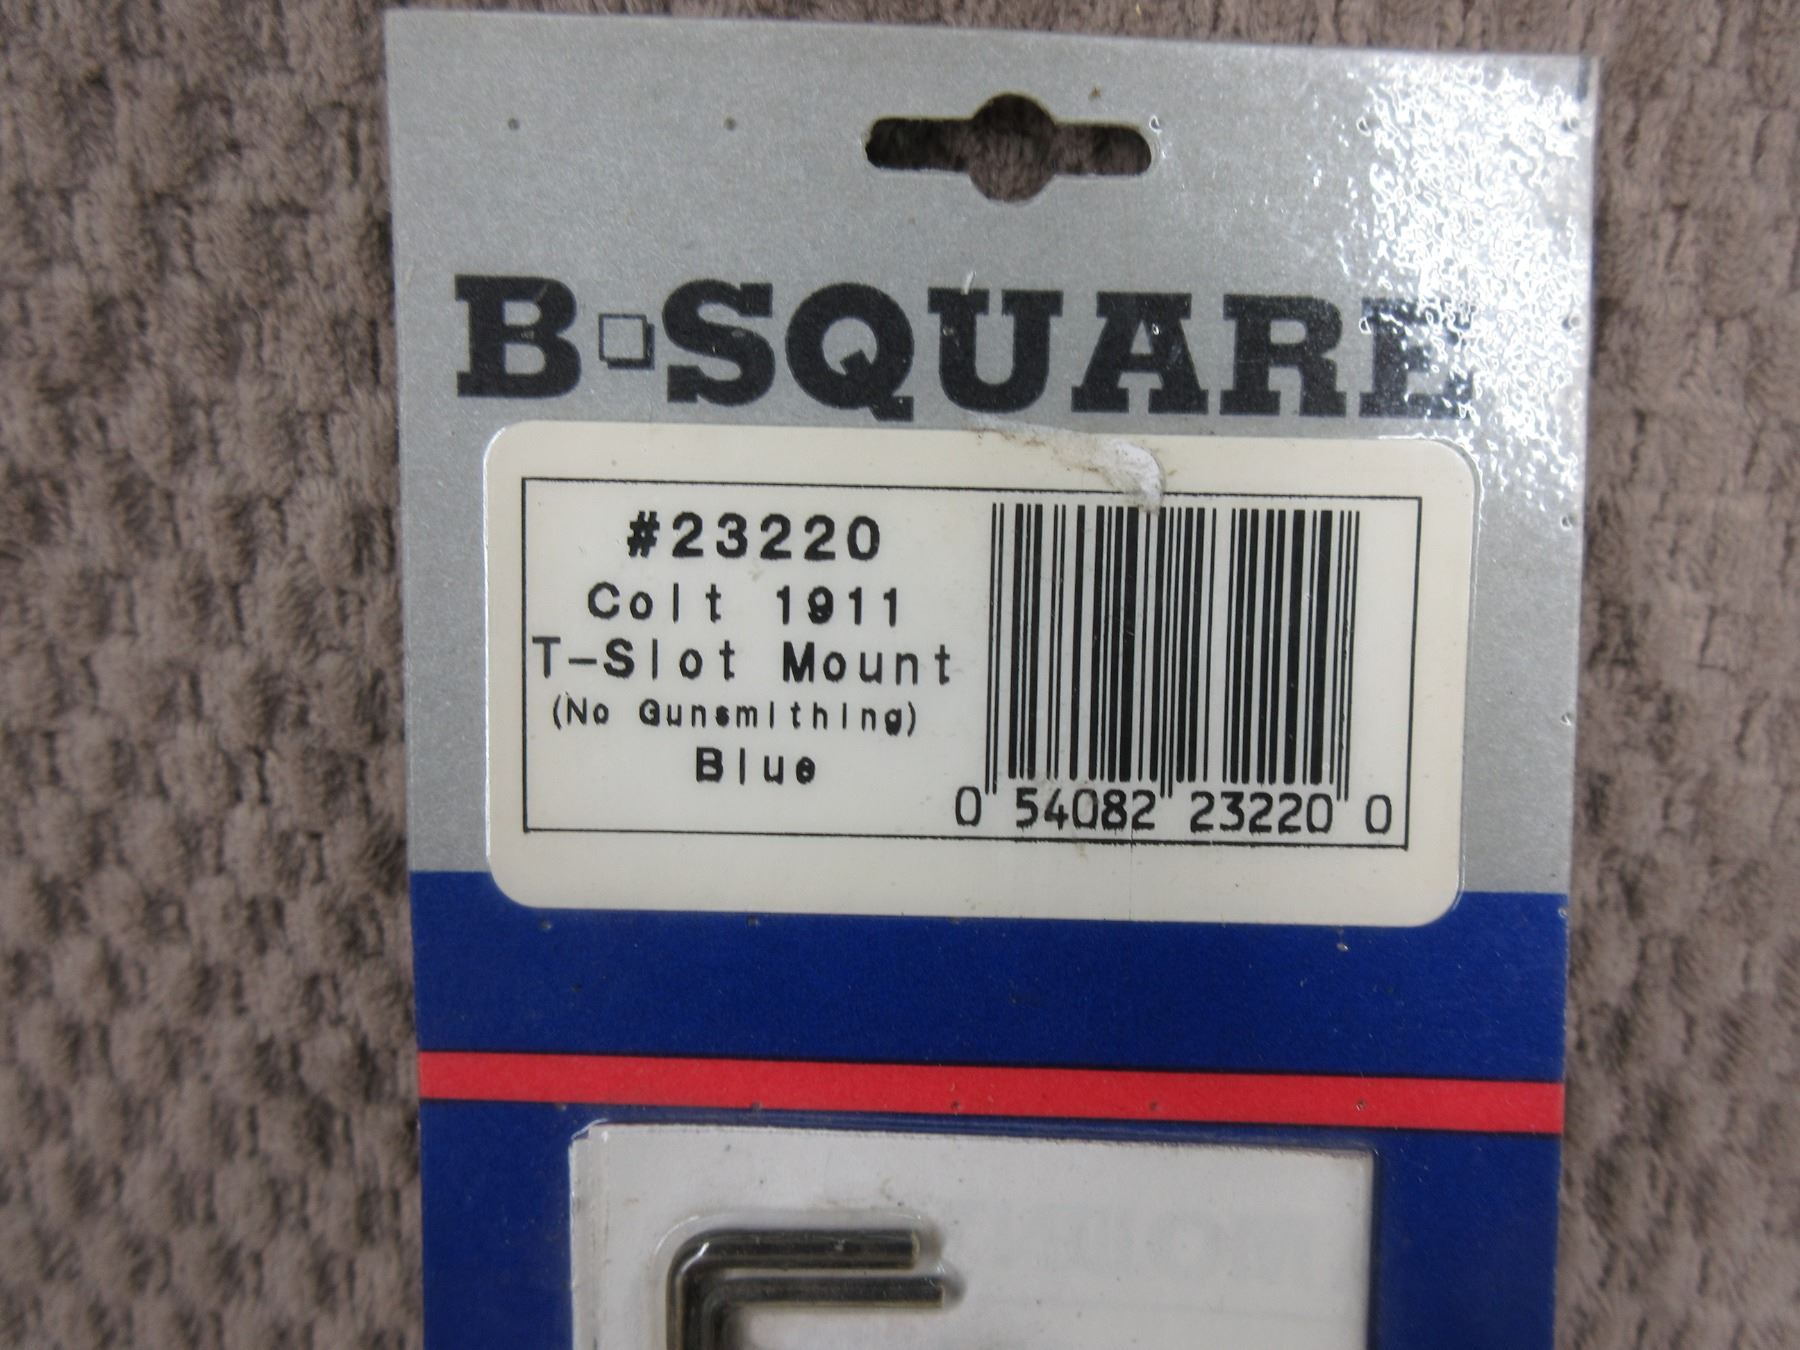 B-SQUARE
#23220
Colt 1911
T-Slot Mount
(No Gunsmithing)
Blue
0 54082 23220 0